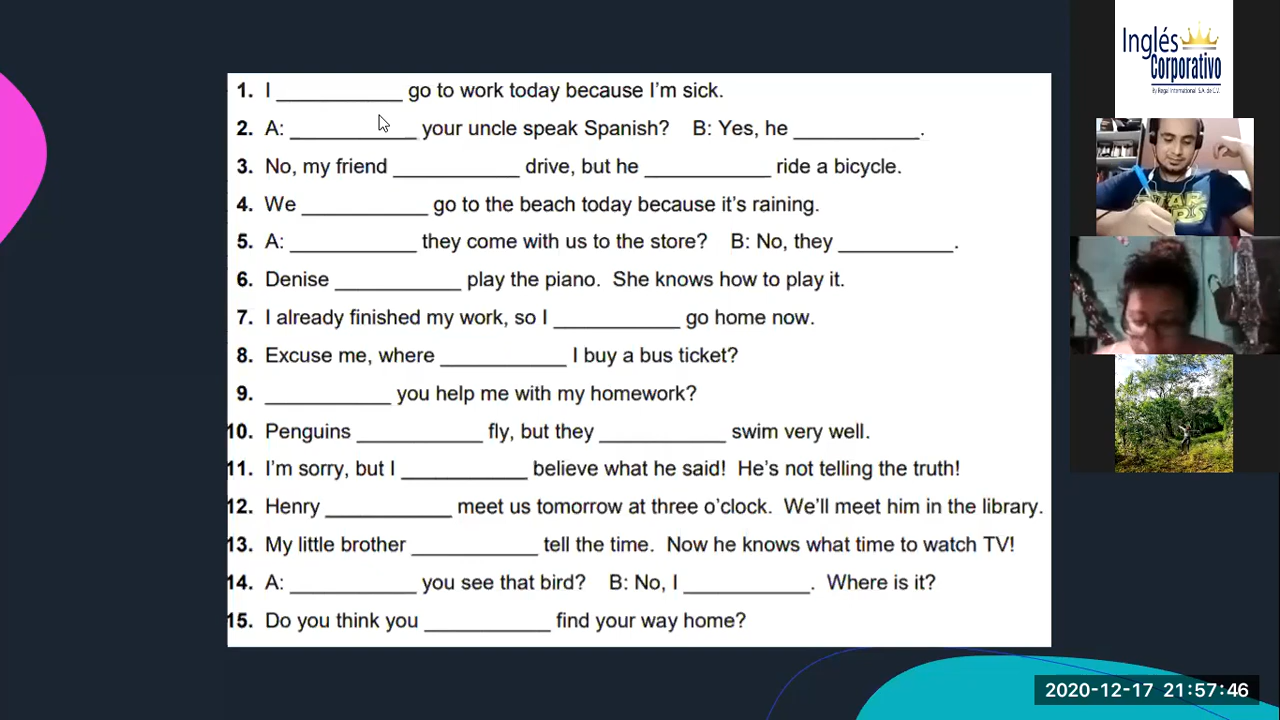 1. I ___________ go to work today because I'm sick.
2. A: ___________ your uncle speak Spanish? B: Yes, he ___________.
3. No, my friend ___________ drive, but he ___________ ride a bicycle.
4. We ___________ go to the beach today because it's raining.
5. A: ___________ they come with us to the store? B: No, they __________.
6. Denise ___________ play the piano. She knows how to play it.
7. I already finished my work, so I ___________ go home now.
8. Excuse me, where ___________ I buy a bus ticket?
9. ___________ you help me with my homework?
10. Penguins ___________ fly, but they ___________ swim very well.
11. I'm sorry, but I ___________ believe what he said! He's not telling the truth!
12. Henry ___________ meet us tomorrow at three o'clock. We'll meet him in the library.
13. My little brother ___________ tell the time. Now he knows what time to watch TV!
14. A: ___________ you see that bird? B: No, I ___________. Where is it?
15. Do you think you ___________ find your way home?
Inglés
Corporativo
By Regal International S.A. de C.V.
STAR
WARS
2020-12-17 21:57:46